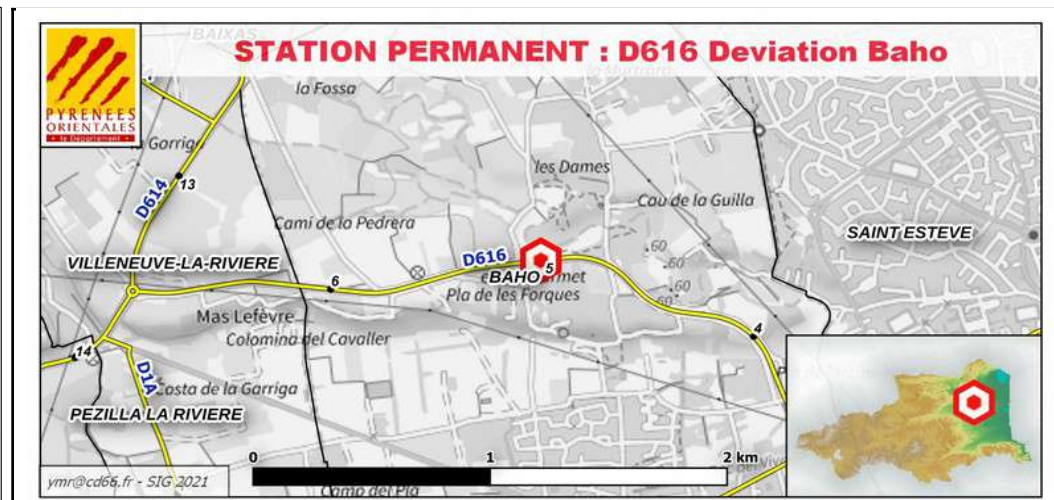 BAIXAS
STATION PERMANENT : D616 Deviation Baho
PYRENEES
ORIENTALES
le Département
la Fossa
Garriga
13
D614
les Dames
Cau de la Guilla
Camí de la Pedrera
SAINT ESTEVE
VILLENEUVE-LA-RIVIERE
D616
5
BAHO
60
60
60
60
6
Pla de les Forques
Mas Lefèvre
Colomina del Cavaller
4
14
D1A
Costa de la Garriga
PEZILLA LA RIVIERE
0
1
2 km
ymr@cd66.fr - SIG 2021
Camp del Pla